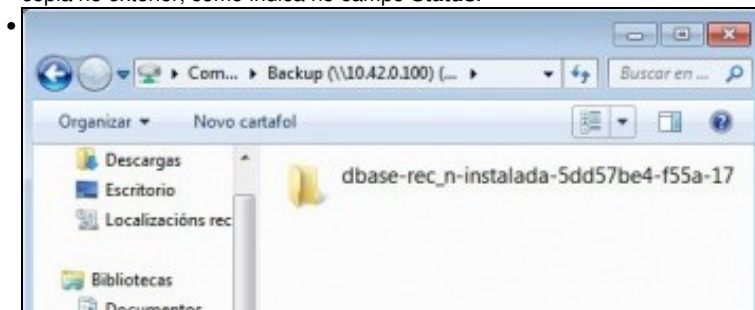 copia no exterior, como indica no campo Status.
Com... Backup (\\10.42.0.100) (...
Buscar en ...
Organizar
Novo cartafol
Descargas
Escritorio
Localizacións rec
Bibliotecas
Documentos
dbase-rec_n-instalada-5dd57be4-f55a-17